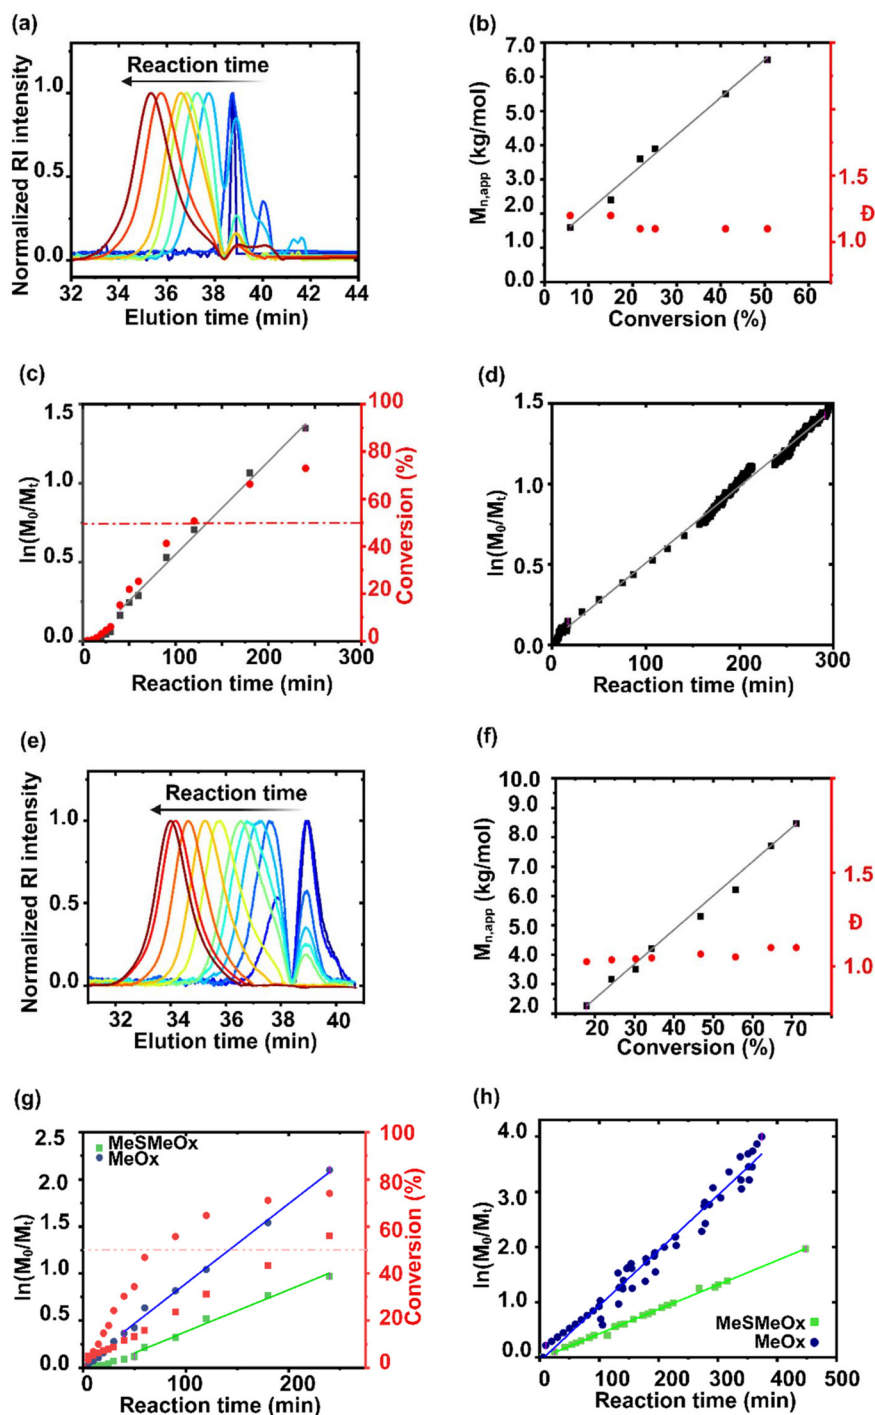 (a)
Normalized RI intensity
1.0
0.5
0.0
Reaction time
32 34 36 38 40 42 44
Elution time (min)
(b)
Mn,app (kg/mol)
7.0
6.0
5.0
4.0
3.0
2.0
1.0
0.0
1.5
1.0
Đ
0 10 20 30 40 50 60
Conversion (%)
(c)
ln(M0/Mt)
1.5
1.0
0.5
0.0
100
80
60
40
20
0
Conversion (%)
0 100 200 300
Reaction time (min)
(d)
ln(M0/Mt)
1.5
1.0
0.5
0.0
0 100 200 300
Reaction time (min)
(e)
Normalized RI intensity
1.0
0.5
0.0
Reaction time
32 34 36 38 40
Elution time (min)
(f)
Mn,app (kg/mol)
10.0
9.0
8.0
7.0
6.0
5.0
4.0
3.0
2.0
1.5
1.0
Đ
20 30 40 50 60 70
Conversion (%)
(g)
ln(M0/Mt)
2.5
2.0
1.5
1.0
0.5
0.0
MeSMeOx
MeOx
100
80
60
40
20
0
Conversion (%)
0 100 200
Reaction time (min)
(h)
ln(M0/Mt)
4.0
3.0
2.0
1.0
0.0
MeSMeOx
MeOx
0 100 200 300 400 500
Reaction time (min)